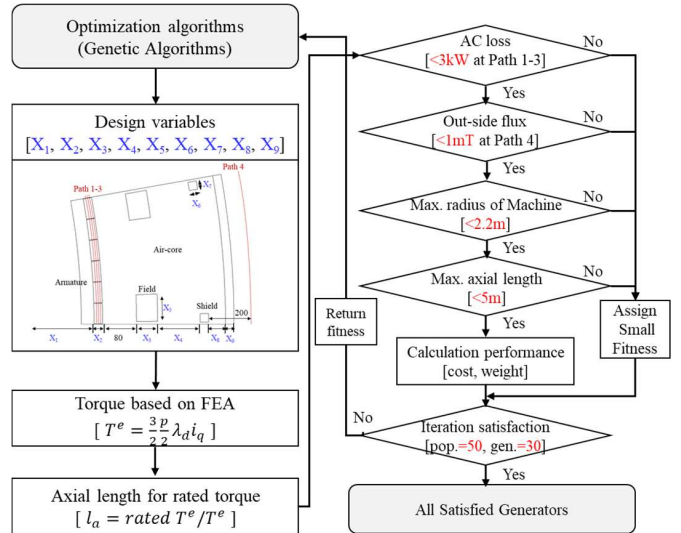 Optimization algorithms
(Genetic Algorithms)
Design variables
[X₁, X₂, X₃, X₄, X₅, X₆, X₇, X₈, X₉]
Path 4
Path 1-3
X₇
X₆
Air-core
Armature
Field
X₅
Shield
200
X₁
X₂
80
X₃
X₄
X₈
X₉
Torque based on FEA
[ Tᵉ = 3/2 p/2 λ_d i_q ]
Axial length for rated torque
[ lₐ = rated Tᵉ/Tᵉ ]
AC loss
[<3kW at Path 1-3]
No
Yes
Out-side flux
[<1mT at Path 4]
No
Yes
Max. radius of Machine
[<2.2m]
No
Yes
Max. axial length
[<5m]
No
Yes
Return
fitness
Assign
Small
Fitness
Calculation performance
[cost, weight]
No
Iteration satisfaction
[pop.=50, gen.=30]
Yes
All Satisfied Generators